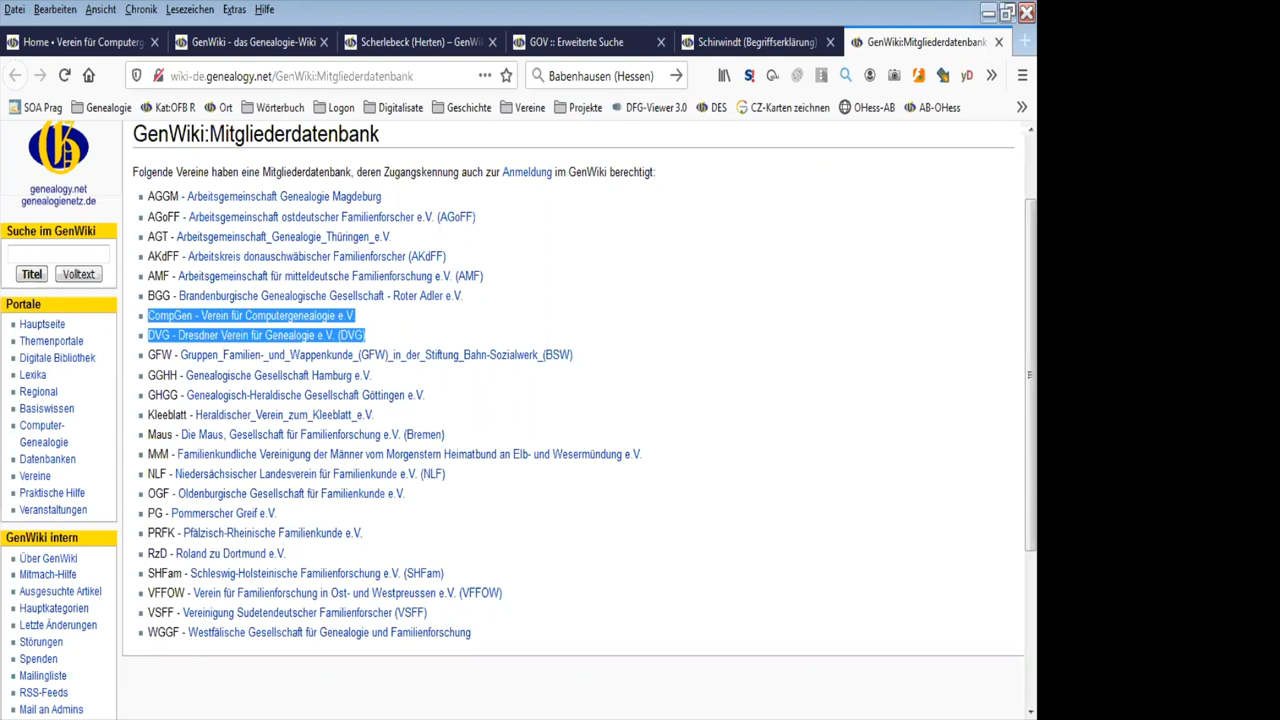 Datei Bearbeiten Ansicht Chronik Lesezeichen Extras Hilfe
Home • Verein für Computerg
GenWiki - das Genealogie-Wiki
Scherlebeck (Herten) – GenWi
GOV :: Erweiterte Suche
Schirwindt (Begriffserklärung)
GenWiki:Mitgliederdatenbank
wiki-de.genealogy.net/GenWiki:Mitgliederdatenbank
Babenhausen (Hessen)
SOA Prag Genealogie Kat:OFB R Ort Wörterbuch Logon Digitalisate Geschichte Vereine Projekte DFG-Viewer 3.0 DES CZ-Karten zeichnen OHess-AB AB-OHess
genealogy.net
genealogienetz.de
Suche im GenWiki
Titel Volltext
Portale
Hauptseite
Themenportale
Digitale Bibliothek
Lexika
Regional
Basiswissen
Computer-
Genealogie
Datenbanken
Vereine
Praktische Hilfe
Veranstaltungen
GenWiki intern
Über GenWiki
Mitmach-Hilfe
Ausgesuchte Artikel
Hauptkategorien
Letzte Änderungen
Störungen
Spenden
Mailingliste
RSS-Feeds
Mail an Admins
GenWiki:Mitgliederdatenbank
Folgende Vereine haben eine Mitgliederdatenbank, deren Zugangskennung auch zur Anmeldung im GenWiki berechtigt:
AGGM - Arbeitsgemeinschaft Genealogie Magdeburg
AGoFF - Arbeitsgemeinschaft ostdeutscher Familienforscher e.V. (AGoFF)
AGT - Arbeitsgemeinschaft_Genealogie_Thüringen_e.V.
AKdFF - Arbeitskreis donauschwäbischer Familienforscher (AKdFF)
AMF - Arbeitsgemeinschaft für mitteldeutsche Familienforschung e.V. (AMF)
BGG - Brandenburgische Genealogische Gesellschaft - Roter Adler e.V.
CompGen - Verein für Computergenealogie e.V.
DVG - Dresdner Verein für Genealogie e.V. (DVG)
GFW - Gruppen_Familien-_und_Wappenkunde_(GFW)_in_der_Stiftung_Bahn-Sozialwerk_(BSW)
GGHH - Genealogische Gesellschaft Hamburg e.V.
GHGG - Genealogisch-Heraldische Gesellschaft Göttingen e.V.
Kleeblatt - Heraldischer_Verein_zum_Kleeblatt_e.V.
Maus - Die Maus, Gesellschaft für Familienforschung e.V. (Bremen)
MvM - Familienkundliche Vereinigung der Männer vom Morgenstern Heimatbund an Elb- und Wesermündung e.V.
NLF - Niedersächsischer Landesverein für Familienkunde e.V. (NLF)
OGF - Oldenburgische Gesellschaft für Familienkunde e.V.
PG - Pommerscher Greif e.V.
PRFK - Pfälzisch-Rheinische Familienkunde e.V.
RzD - Roland zu Dortmund e.V.
SHFam - Schleswig-Holsteinische Familienforschung e.V. (SHFam)
VFFOW - Verein für Familienforschung in Ost- und Westpreussen e.V. (VFFOW)
VSFF - Vereinigung Sudetendeutscher Familienforscher (VSFF)
WGGF - Westfälische Gesellschaft für Genealogie und Familienforschung